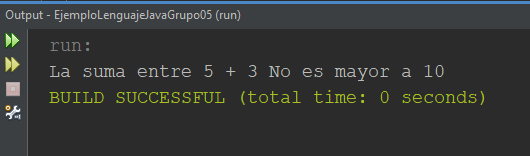 Output - EjemploLenguajeJavaGrupo05 (run)
run:
La suma entre 5 + 3 No es mayor a 10
BUILD SUCCESSFUL (total time: 0 seconds)